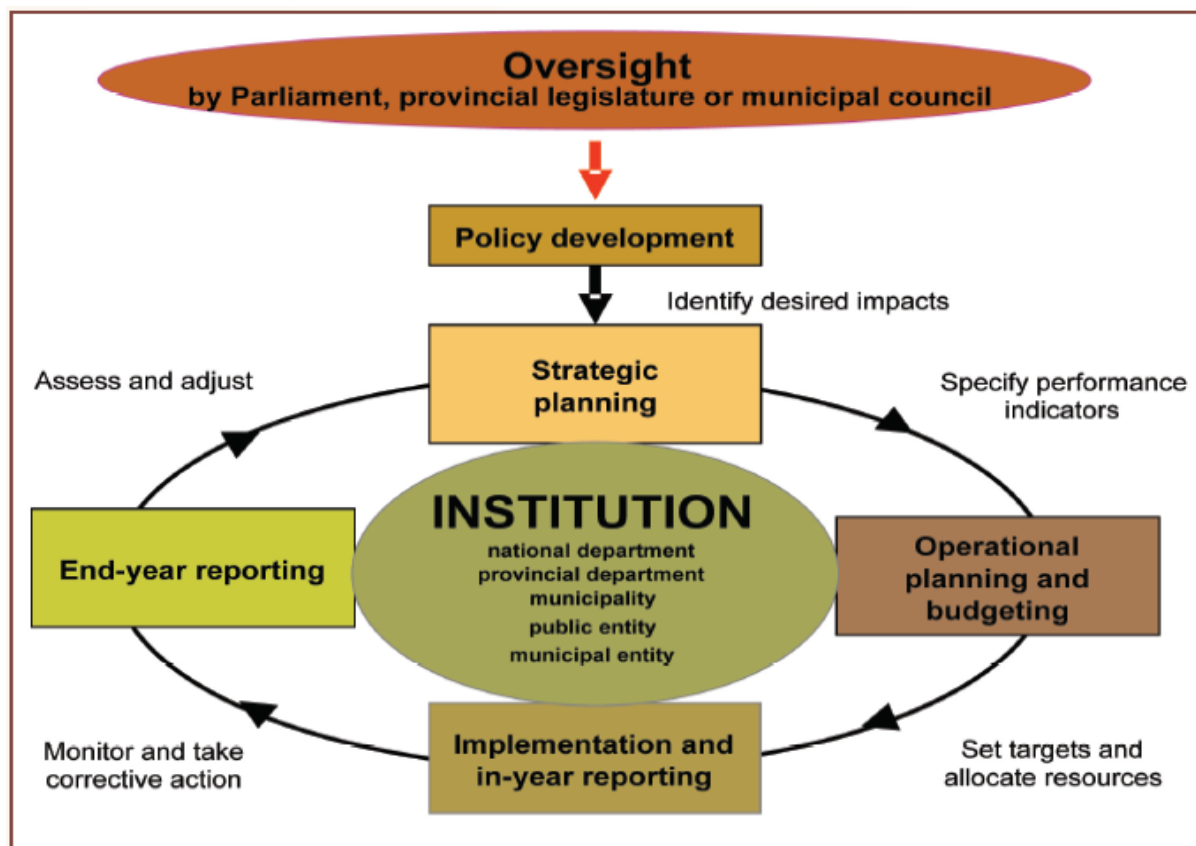 Oversight
by Parliament, provincial legislature or municipal council
Policy development
Identify desired impacts
Strategic
planning
Assess and adjust
Specify performance
indicators
INSTITUTION
national department
provincial department
municipality
public entity
municipal entity
End-year reporting
Operational
planning and
budgeting
Monitor and take
corrective action
Implementation and
in-year reporting
Set targets and
allocate resources